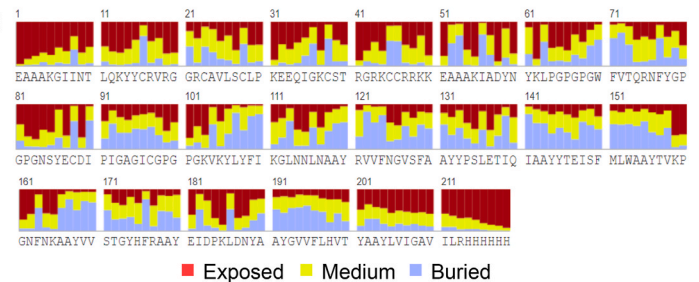 1 11 21 31 41 51 61 71
EAAAKGIINT LQKYYCRVRG GRCAVLSCLP KEEQIGKCST RGRKCCRRKK EAAAKIADYN YKLPGPGPGW FVTQRNFYGP
81 91 101 111 121 131 141 151
GPGNSYECDI PIGAGICGPG PGKVKYLYFI KGLNNLNAAY RVVFNGVSFA AYYPSLETIQ IAAYYTEISF MLWAAYTVKP
161 171 181 191 201 211
GNFNKAAYVV STGYHFRAAY EIDPKLDNYA AYGVVFLHVT YAAYLVIGAV ILRHHHHHH
Exposed Medium Buried